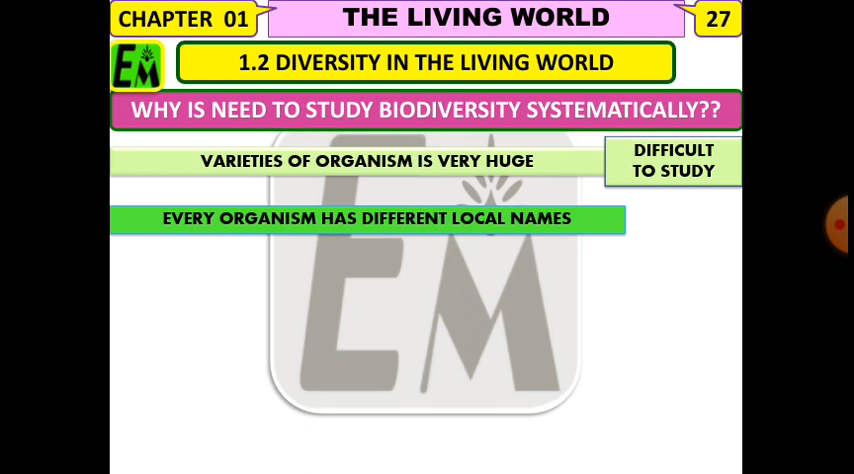 CHAPTER 01
THE LIVING WORLD
27
EM
1.2 DIVERSITY IN THE LIVING WORLD
WHY IS NEED TO STUDY BIODIVERSITY SYSTEMATICALLY??
VARIETIES OF ORGANISM IS VERY HUGE
DIFFICULT
TO STUDY
EVERY ORGANISM HAS DIFFERENT LOCAL NAMES
EM